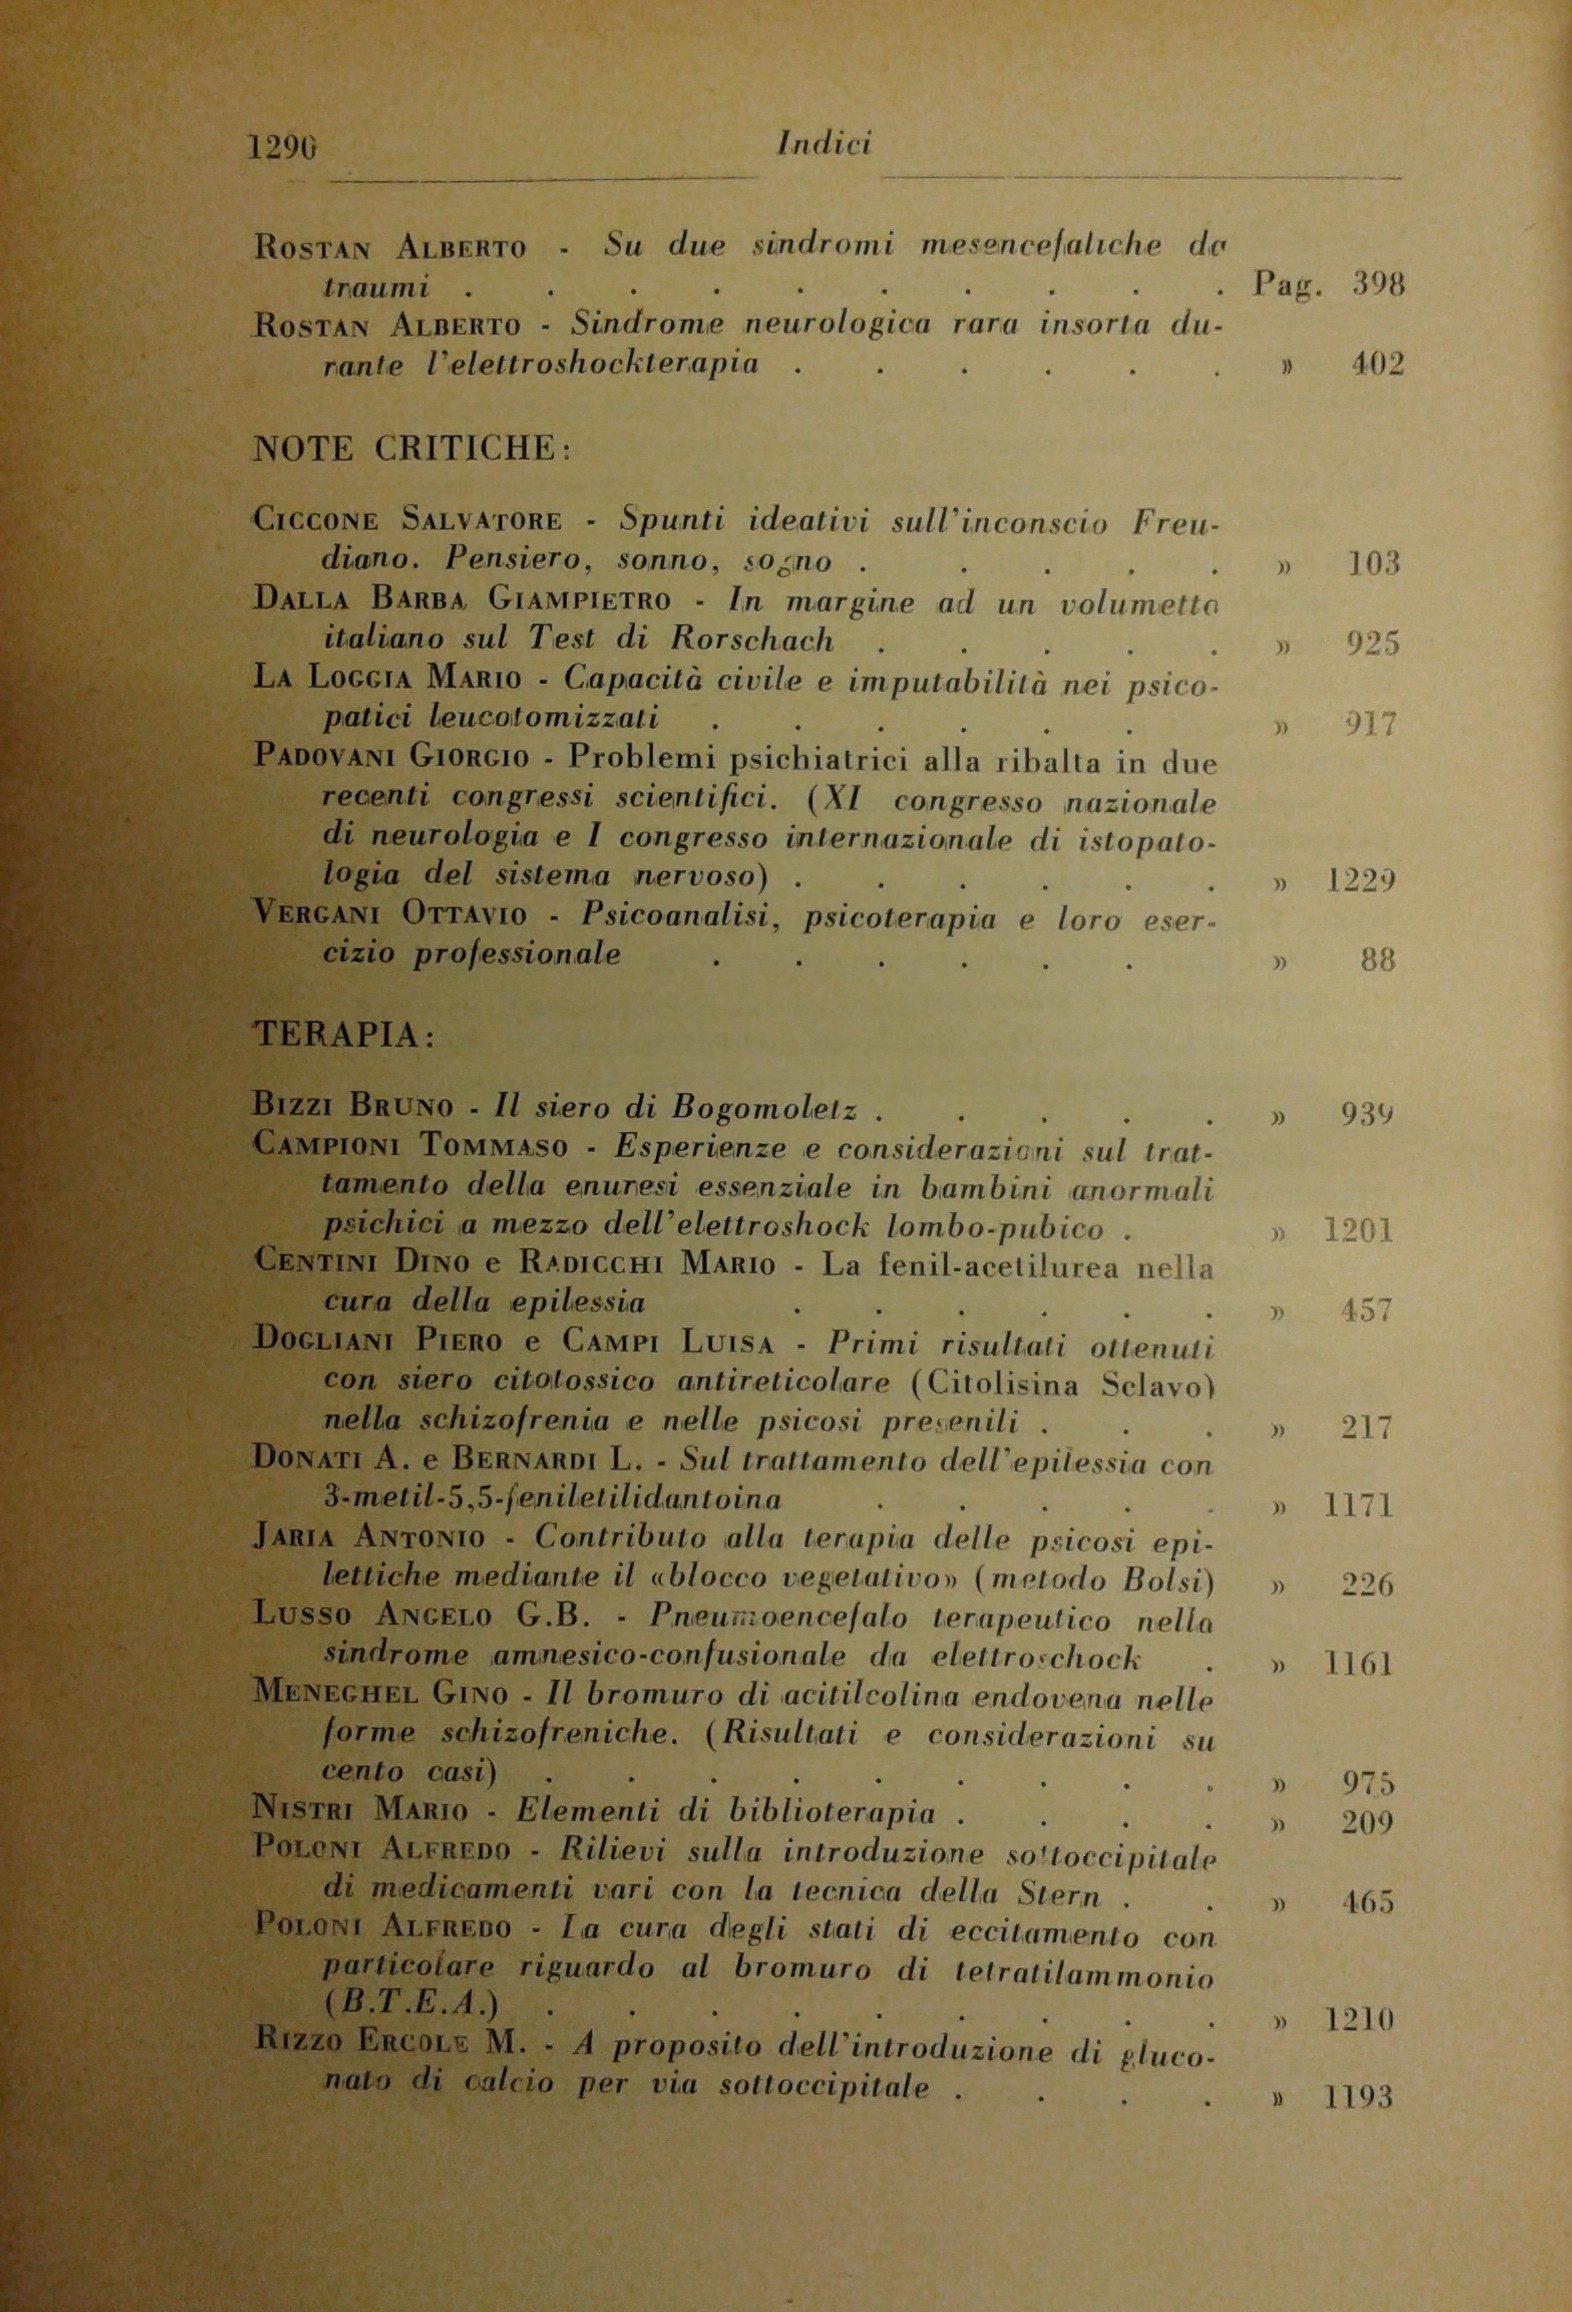 1290 Indici
ROSTAN ALBERTO - Su due sindromi mesencefaliche da
traumi . . . . . . . . . . Pag. 398
ROSTAN ALBERTO - Sindrome neurologica rara insorta du-
rante l'elettroshockterapia . . . . . . » 402
NOTE CRITICHE:
CICCONE SALVATORE - Spunti ideativi sull'inconscio Freu-
diano. Pensiero, sonno, sogno . . . . . » 103
DALLA BARBA GIAMPIETRO - In margine ad un volumetto
italiano sul Test di Rorschach . . . . . » 925
LA LOGGIA MARIO - Capacità civile e imputabilità nei psico-
patici leucotomizzati . . . . . . » 917
PADOVANI GIORGIO - Problemi psichiatrici alla ribalta in due
recenti congressi scientifici. (XI congresso nazionale
di neurologia e I congresso internazionale di istopato-
logia del sistema nervoso) . . . . . . » 1229
VERGANI OTTAVIO - Psicoanalisi, psicoterapia e loro eser-
cizio professionale . . . . . . » 88
TERAPIA:
BIZZI BRUNO - Il siero di Bogomoletz . . . . . » 939
CAMPIONI TOMMASO - Esperienze e considerazioni sul trat-
tamento della enuresi essenziale in bambini anormali
psichici a mezzo dell'elettroshock lombo-pubico . » 1201
CENTINI DINO e RADICCHI MARIO - La fenil-acetilurea nella
cura della epilessia . . . . . . » 457
DOGLIANI PIERO e CAMPI LUISA - Primi risultati ottenuti
con siero citotossico antireticolare (Citolisina Sclavo)
nella schizofrenia e nelle psicosi presenili . . . » 217
DONATI A. e BERNARDI L. - Sul trattamento dell'epilessia con
3-metil-5,5-feniletilidantoina . . . . . » 1171
JARIA ANTONIO - Contributo alla terapia delle psicosi epi-
lettiche mediante il «blocco vegetativo» (metodo Bolsi) » 226
LUSSO ANGELO G.B. - Pneumoencefalo terapeutico nella
sindrome amnesico-confusionale da elettroschock . » 1161
MENEGHEL GINO - Il bromuro di acitilcolina endovena nelle
forme schizofreniche. (Risultati e considerazioni su
cento casi) . . . . . . . . . » 975
NISTRI MARIO - Elementi di biblioterapia . . . . » 209
POLONI ALFREDO - Rilievi sulla introduzione sottoccipitale
di medicamenti vari con la tecnica della Stern . . » 465
POLONI ALFREDO - La cura degli stati di eccitamento con
particolare riguardo al bromuro di tetratilammonio
(B.T.E.A.) . . . . . . . . . » 1210
RIZZO ERCOLE M. - A proposito dell'introduzione di gluco-
nato di calcio per via sottoccipitale . . . . » 1193